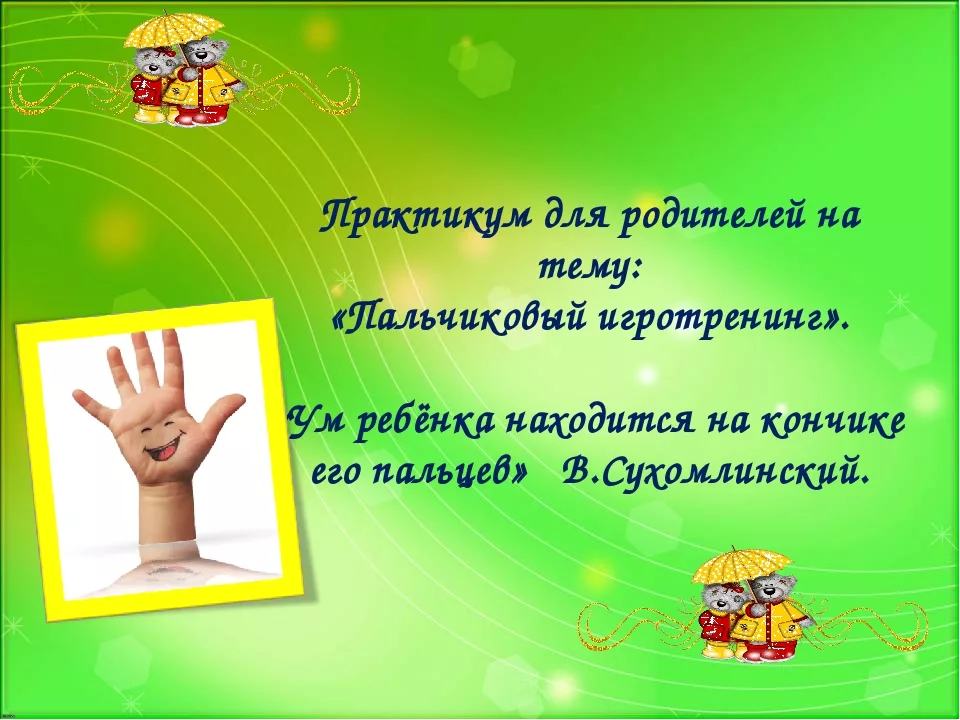 Практикум для родителей на
тему:
«Пальчиковый игротренинг».
Ум ребёнка находится на кончике
его пальцев» В.Сухомлинский.